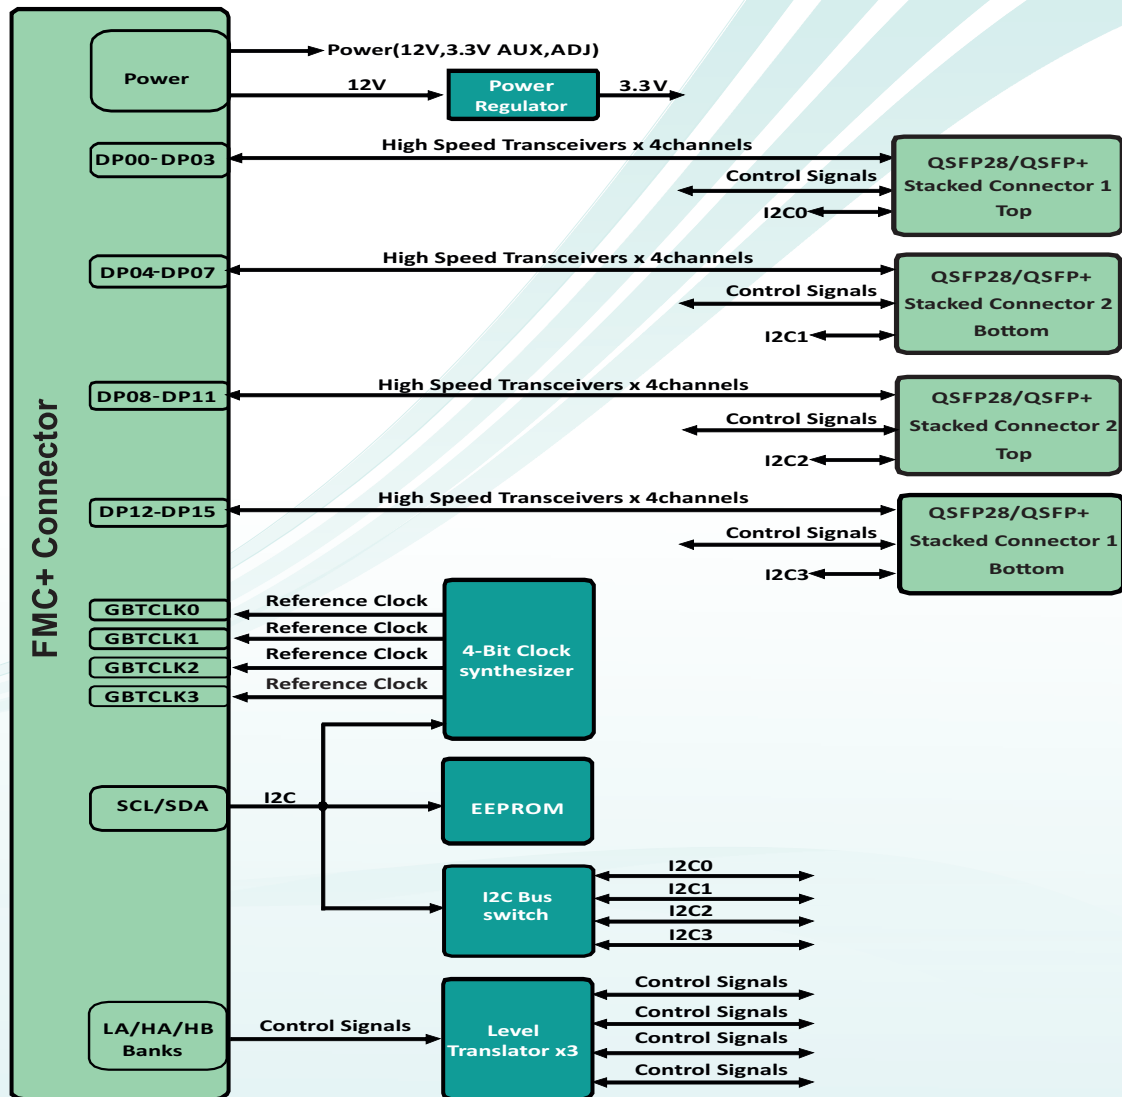 FMC+ Connector
Power
Power(12V,3.3V AUX,ADJ)
12V
Power
Regulator
3.3V
DP00-DP03
High Speed Transceivers x 4channels
Control Signals
I2C0
QSFP28/QSFP+
Stacked Connector 1
Top
DP04-DP07
High Speed Transceivers x 4channels
Control Signals
I2C1
QSFP28/QSFP+
Stacked Connector 2
Bottom
DP08-DP11
High Speed Transceivers x 4channels
Control Signals
I2C2
QSFP28/QSFP+
Stacked Connector 2
Top
DP12-DP15
High Speed Transceivers x 4channels
Control Signals
I2C3
QSFP28/QSFP+
Stacked Connector 1
Bottom
GBTCLK0
Reference Clock
GBTCLK1
Reference Clock
GBTCLK2
Reference Clock
GBTCLK3
Reference Clock
4-Bit Clock
synthesizer
SCL/SDA
I2C
EEPROM
I2C Bus
switch
I2C0
I2C1
I2C2
I2C3
LA/HA/HB
Banks
Control Signals
Level
Translator x3
Control Signals
Control Signals
Control Signals
Control Signals